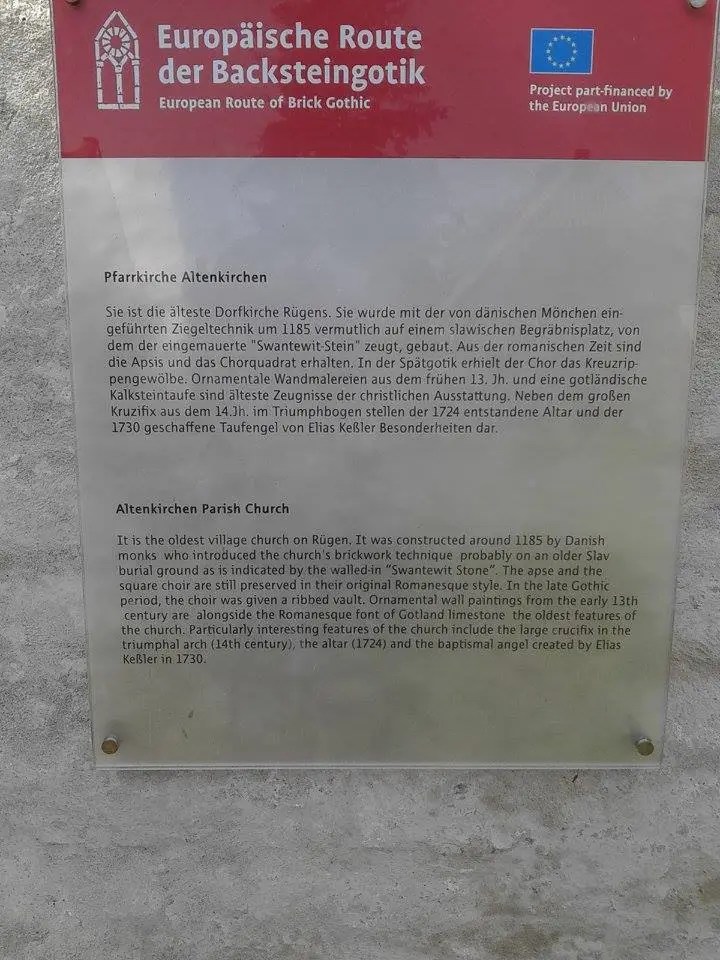 Europäische Route
der Backsteingotik
European Route of Brick Gothic
Project part-financed by
the European Union
Pfarrkirche Altenkirchen
Sie ist die älteste Dorfkirche Rügens. Sie wurde mit der von dänischen Mönchen ein-
geführten Ziegeltechnik um 1185 vermutlich auf einem slawischen Begräbnisplatz, von
dem der eingemauerte "Swantewit-Stein" zeugt, gebaut. Aus der romanischen Zeit sind
die Apsis und das Chorquadrat erhalten. In der Spätgotik erhielt der Chor das Kreuzrip-
pengewölbe. Ornamentale Wandmalereien aus dem frühen 13. Jh. und eine gotländische
Kalksteintaufe sind älteste Zeugnisse der christlichen Ausstattung. Neben dem großen
Kruzifix aus dem 14.Jh. im Triumphbogen stellen der 1724 entstandene Altar und der
1730 geschaffene Taufengel von Elias Keßler Besonderheiten dar.
Altenkirchen Parish Church
It is the oldest village church on Rügen. It was constructed around 1185 by Danish
monks who introduced the church's brickwork technique probably on an older Slav
burial ground as is indicated by the walled-in "Swantewit Stone". The apse and the
square choir are still preserved in their original Romanesque style. In the late Gothic
period, the choir was given a ribbed vault. Ornamental wall paintings from the early 13th
century are alongside the Romanesque font of Gotland limestone the oldest features of
the church. Particularly interesting features of the church include the large crucifix in the
triumphal arch (14th century), the altar (1724) and the baptismal angel created by Elias
Keßler in 1730.